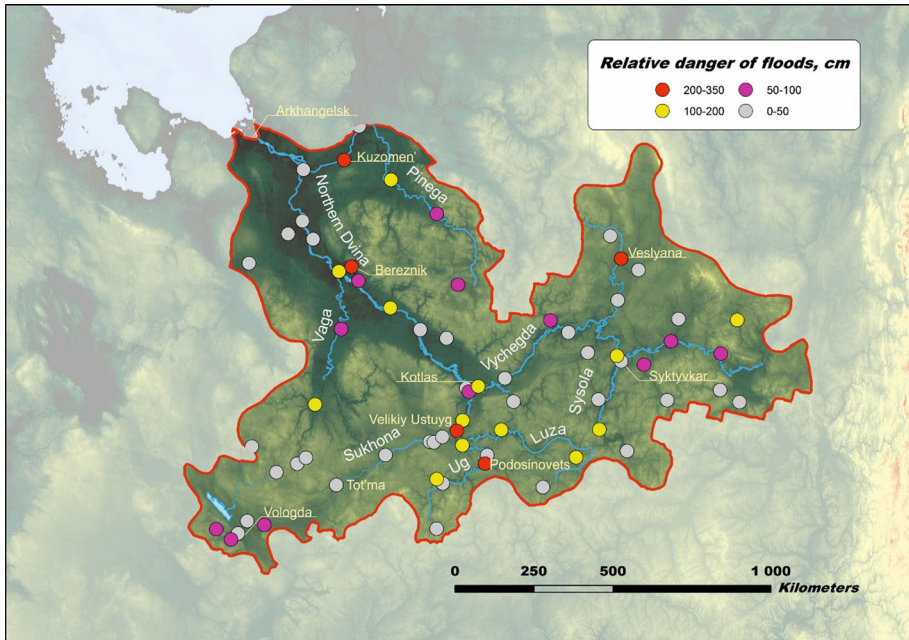 Relative danger of floods, cm
200-350 50-100
100-200 0-50
Arkhangelsk
Kuzomen'
Pinega
Northern Dvina
Bereznik
Veslyana
Vaga
Vychegda
Kotlas
Sysola
Syktyvkar
Velikiy Ustuyg
Sukhona
Luza
Ug
Podosinovets
Tot'ma
Vologda
0 250 500 1 000
Kilometers